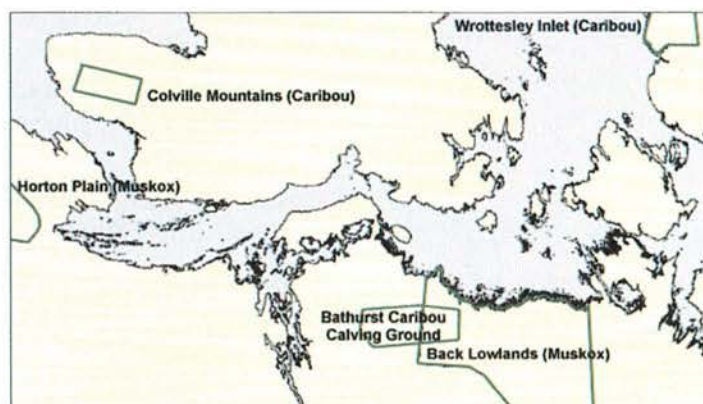 Wrottesley Inlet (Caribou)
Colville Mountains (Caribou)
Horton Plain (Muskox)
Bathurst Caribou
Calving Ground
Back Lowlands (Muskox)